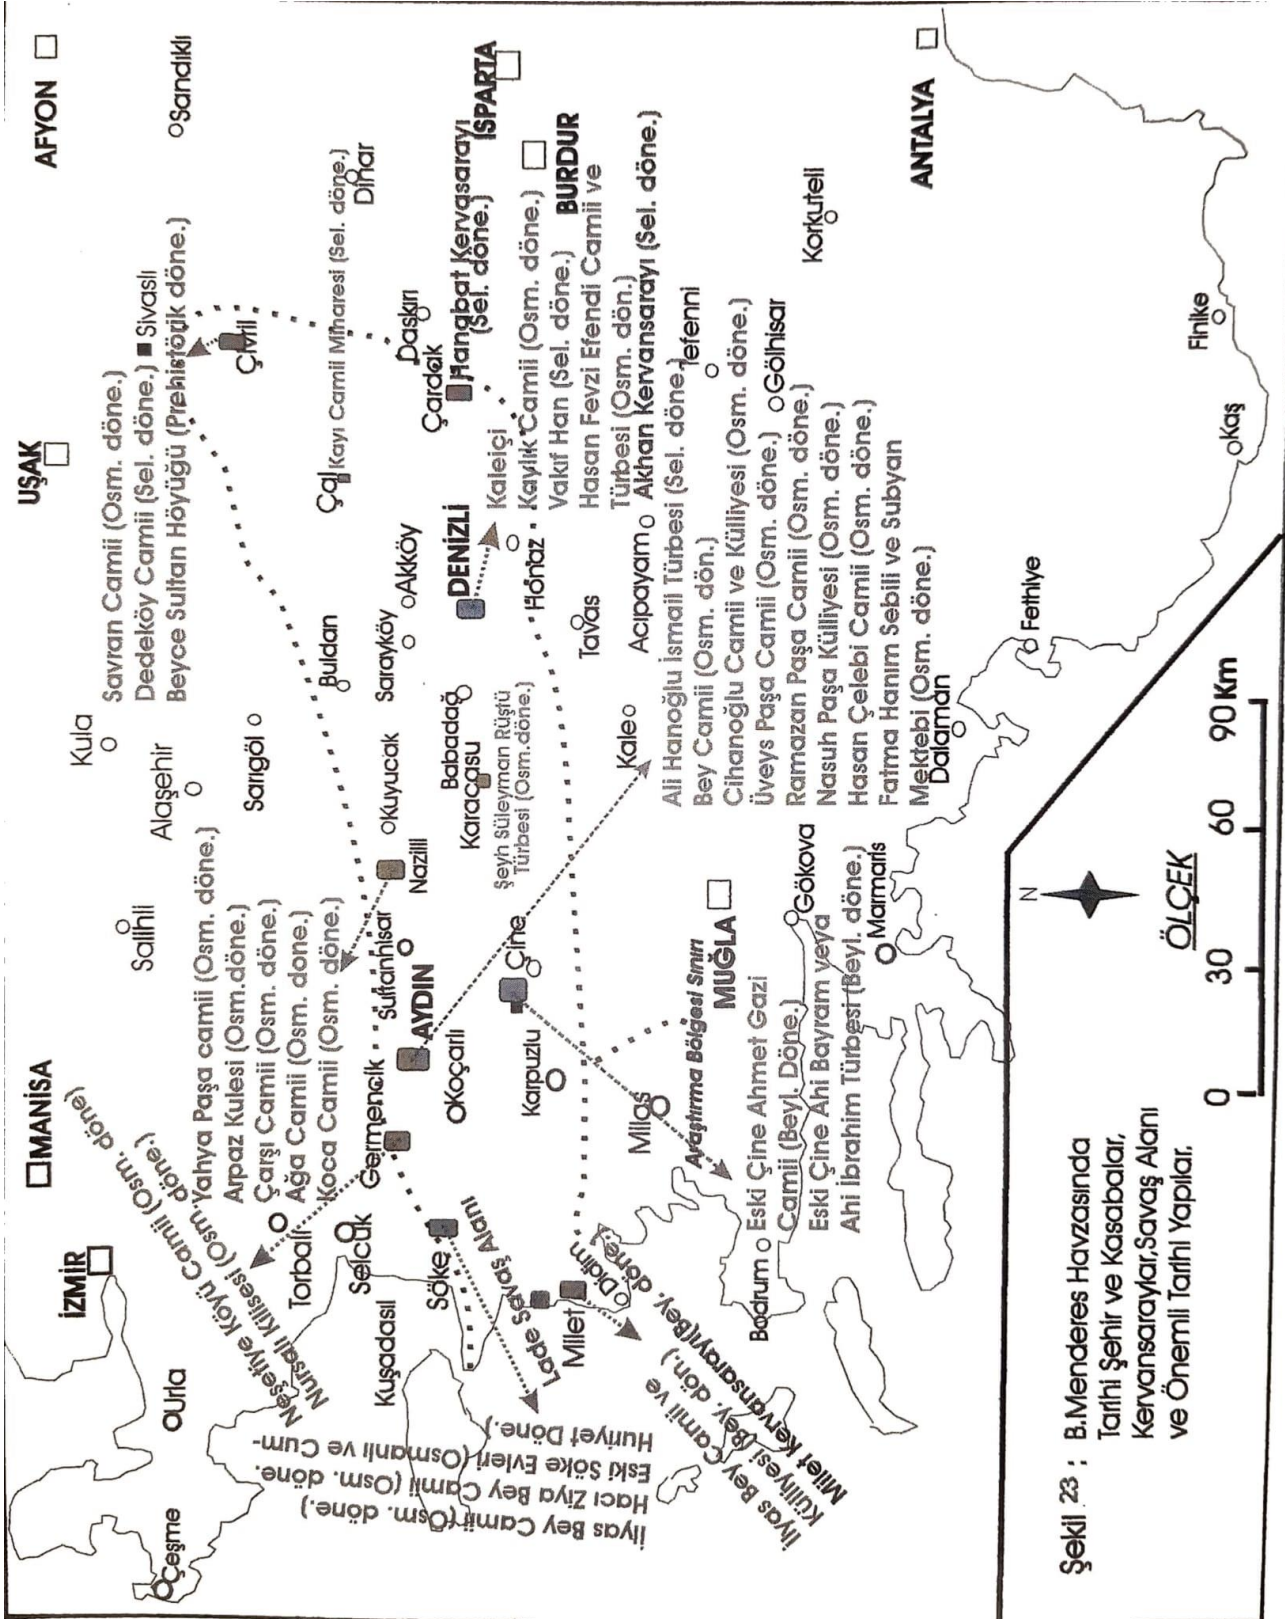 UŞAK
AFYON
Sandıklı
MANİSA
İZMİR
Çeşme
Urla
Salihli
Alaşehir
Kula
Sarıgöl
Savran Camii (Osm. döne.)
Dedeköy Camii (Sel. döne.)
Sivaslı
Beyce Sultan Höyüğü (Prehistörik döne.)
Çivril
Neşetiye Köyü Camii (Osm. döne)
Nursalı Kilisesi (Osm. döne.)
Yahya Paşa camii (Osm. döne.)
Arpaz Kulesi (Osm.döne.)
Çarşı Camii (Osm. döne.)
Ağa Camii (Osm. döne.)
Koca Camii (Osm. döne.)
Torbalı
Selçuk
Kuşadası
Söke
Germencik
Sultanhisar
AYDIN
Koçarlı
Nazilli
Kuyucak
Buldan
Sarayköy
Akköy
Çal
Kayı Camii Miharesi (Sel. döne.)
Dinar
Daskırı
Çardak
Hangbat Kervasarayı
(Sel. döne.)
ISPARTA
BURDUR
Babadağ
Karacasu
Şeyh Süleyman Rüştü
Türbesi (Osm.döne.)
DENİZLİ
Kaleiçi
Kaylık Camii (Osm. döne.)
Vakıf Han (Sel. döne.)
Hasan Fevzi Efendi Camii ve
Türbesi (Osm. dön.)
Honaz
Akhan Kervansarayı (Sel. döne.)
Acıpayam
Tavas
Kale
Tefenni
Gölhisar
Korkuteli
ANTALYA
Lade Savaş Alanı
Milet
Didim
Karpuzlu
Çine
Milas
Araştırma Bölgesi Sınırı
MUĞLA
Ali Hanoğlu İsmail Türbesi (Sel. döne.)
Bey Camii (Osm. dön.)
Cihanoğlu Camii ve Külliyesi (Osm. döne.)
Üveys Paşa Camii (Osm. döne.)
Ramazan Paşa Camii (Osm. döne.)
Nasuh Paşa Külliyesi (Osm. döne.)
Hasan Çelebi Camii (Osm. döne.)
Fatma Hanım Sebili ve Subyan
Mektebi (Osm. döne.)
İlyas Bey Camii (Osm. döne.)
Hacı Ziya Bey Camii (Osm. döne.
Eski Söke Evleri (Osmanlı ve Cum-
huriyet Döne.)
İlyas Bey Camii ve
Külliyesi (Bey. dön.)
Milet Kervansarayı(Bey. döne.)
Bodrum
Eski Çine Ahmet Gazi
Camii (Beyl. Döne.)
Eski Çine Ahi Bayram veya
Ahi İbrahim Türbesi (Beyl. döne.)
Gökova
Marmaris
Dalaman
Fethiye
Kaş
Finike
Şekil 23 ; B.Menderes Havzasında
Tarihi Şehir ve Kasabalar,
Kervansaraylar,Savaş Alanı
ve Önemli Tarihi Yapılar.
N
ÖLÇEK
0 30 60 90 Km